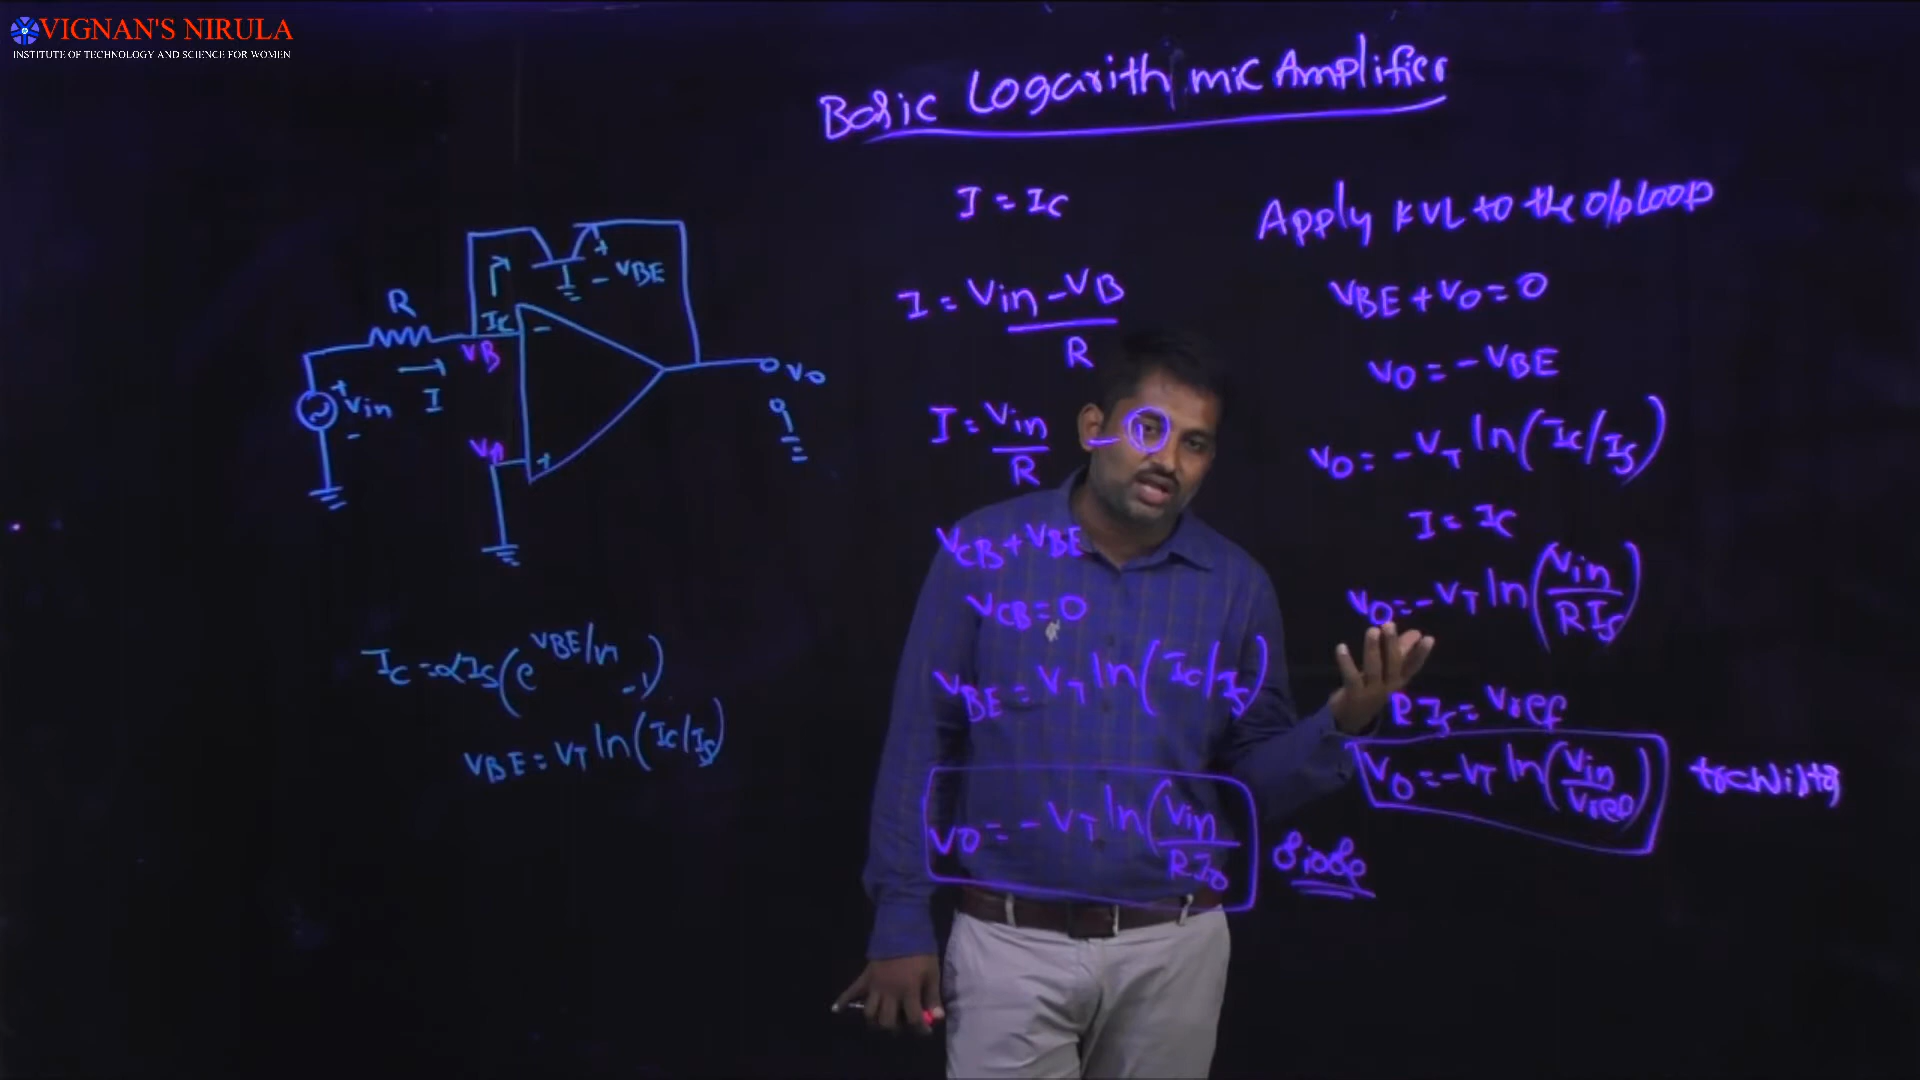 VIGNAN'S NIRULA
INSTITUTE OF TECHNOLOGY AND SCIENCE FOR WOMEN
Basic Logarithmic Amplifier
R
IC
VB
I
+
Vin
-
+
- VBE
-
+
VO
I = IC
I = Vin - VB / R
I = Vin / R - 1
VCB + VBE
VCB = 0
VBE = VT ln(IC/IS)
VO = -VT ln(Vin / RIo)
IC = αIS(e^VBE/VT - 1)
VBE = VT ln(IC/IS)
Apply KVL to the O/p loop
VBE + VO = 0
VO = -VBE
VO = -VT ln(IC/IS)
I = IC
VO = -VT ln(Vin / RIS)
RIS = Vref
VO = -VT ln(Vin / Vref)